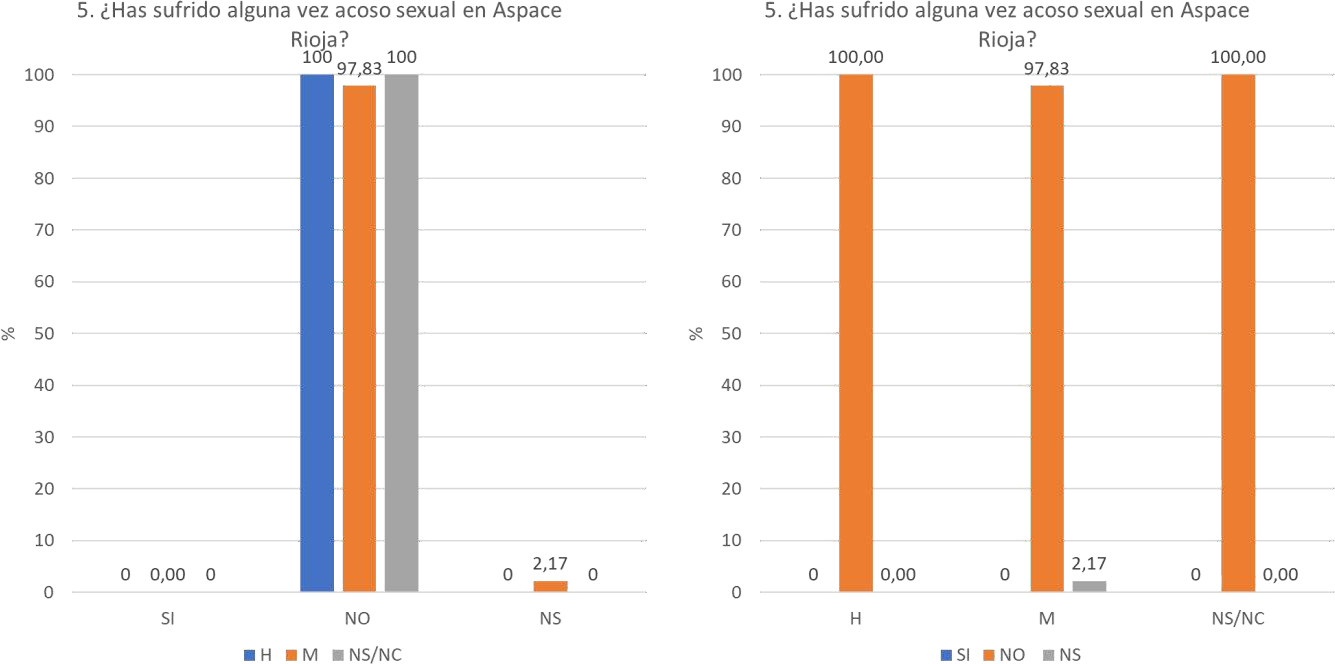 5. ¿Has sufrido alguna vez acoso sexual en Aspace
Rioja?
100 97,83 100
100
90
80
70
60
50
40
30
20
10
0
%
0 0,00 0
0 2,17 0
SI NO NS
H M NS/NC
5. ¿Has sufrido alguna vez acoso sexual en Aspace
Rioja?
100,00 97,83 100,00
100
90
80
70
60
50
40
30
20
10
0
%
0 0,00 0 2,17 0 0,00
H M NS/NC
SI NO NS